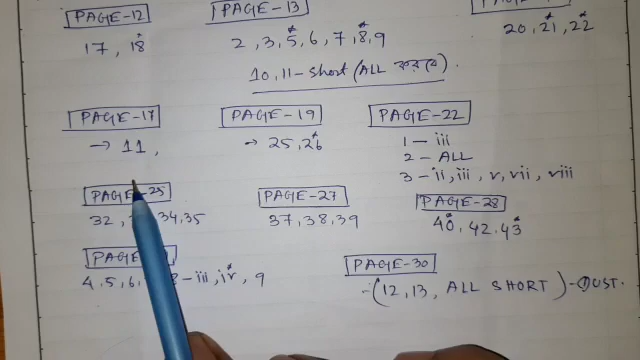 PAGE-12
PAGE-13
17, 18*
2, 3, 5*, 6, 7, 8*, 9
20, 21*, 22*
10, 11 - short (ALL করবে)
PAGE-17
PAGE-19
PAGE-22
→ 11,
→ 25, 26*
1 - iii
2 - ALL
3 - ii, iii, v, vii, viii
PAGE-25
PAGE-27
PAGE-28
32, 34, 35
37, 38, 39
40*, 42, 43*
PAGE
PAGE-30
4, 5, 6, 8 - iii, iv*, 9
- (12, 13, ALL SHORT) - QUST.